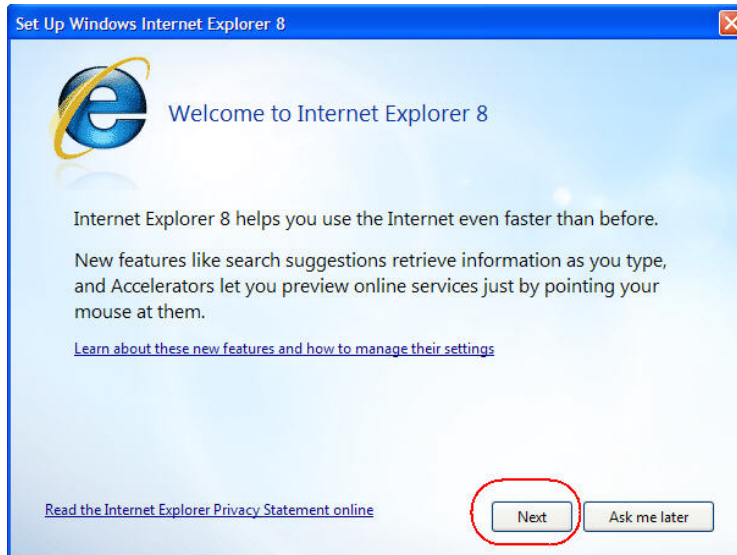 Set Up Windows Internet Explorer 8
Welcome to Internet Explorer 8
Internet Explorer 8 helps you use the Internet even faster than before.
New features like search suggestions retrieve information as you type,
and Accelerators let you preview online services just by pointing your
mouse at them.
Learn about these new features and how to manage their settings
Read the Internet Explorer Privacy Statement online
Next
Ask me later